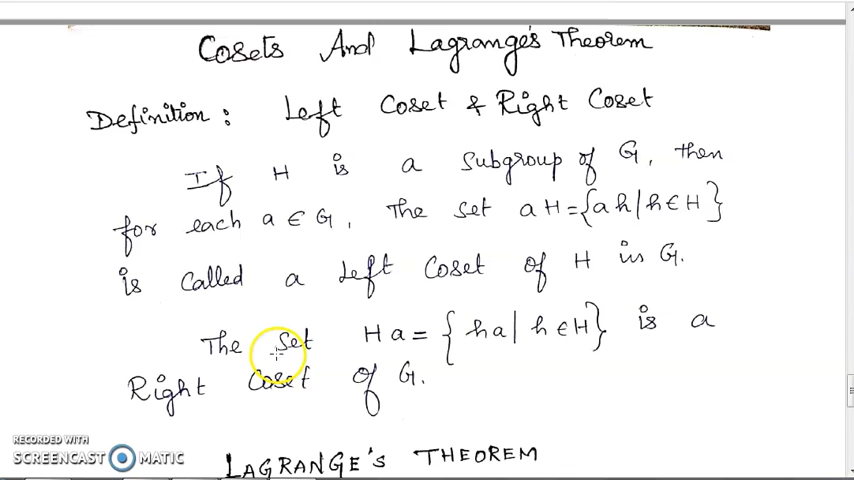 Cosets And Lagrange's Theorem
Definition: Left Coset & Right Coset
If H is a Subgroup of G, then
for each a ∈ G, The set aH = {ah | h ∈ H}
is called a Left Coset of H in G.
The Set Ha = {ha | h ∈ H} is a
Right Coset of G.
RECORDED WITH
SCREENCAST MATIC
LAGRANGE'S THEOREM